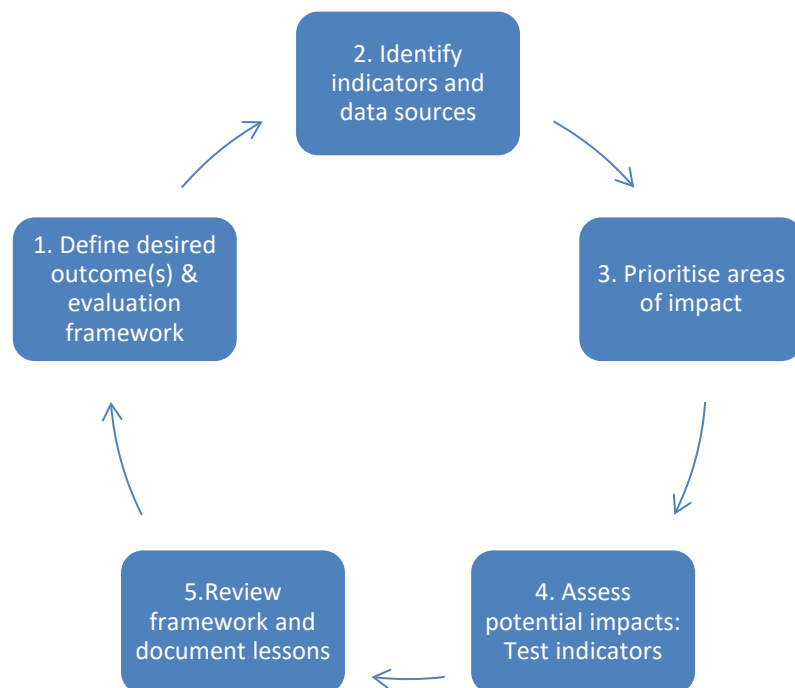 2. Identify
indicators and
data sources
1. Define desired
outcome(s) &
evaluation
framework
3. Prioritise areas
of impact
5.Review
framework and
document lessons
4. Assess
potential impacts:
Test indicators